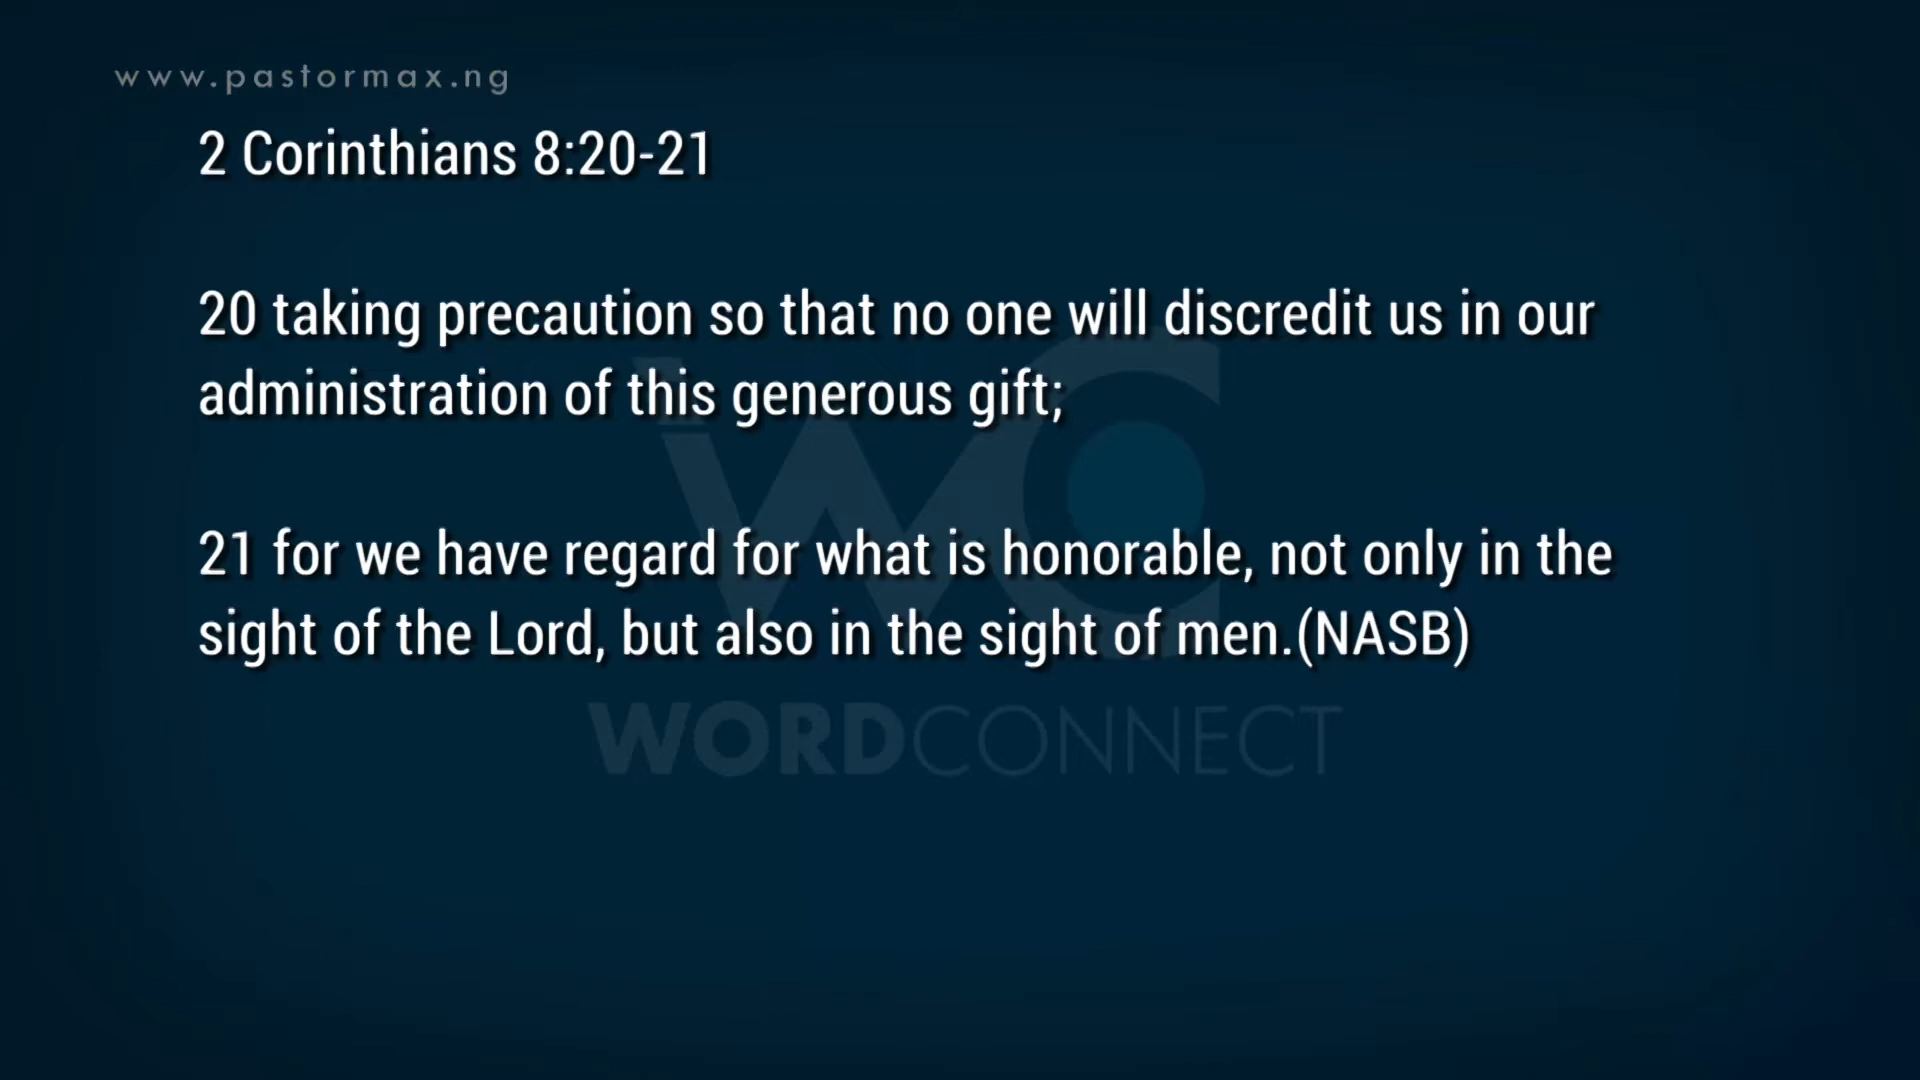 www.pastormax.ng
2 Corinthians 8:20-21
20 taking precaution so that no one will discredit us in our
administration of this generous gift;
21 for we have regard for what is honorable, not only in the
sight of the Lord, but also in the sight of men.(NASB)
WC
WORDCONNECT